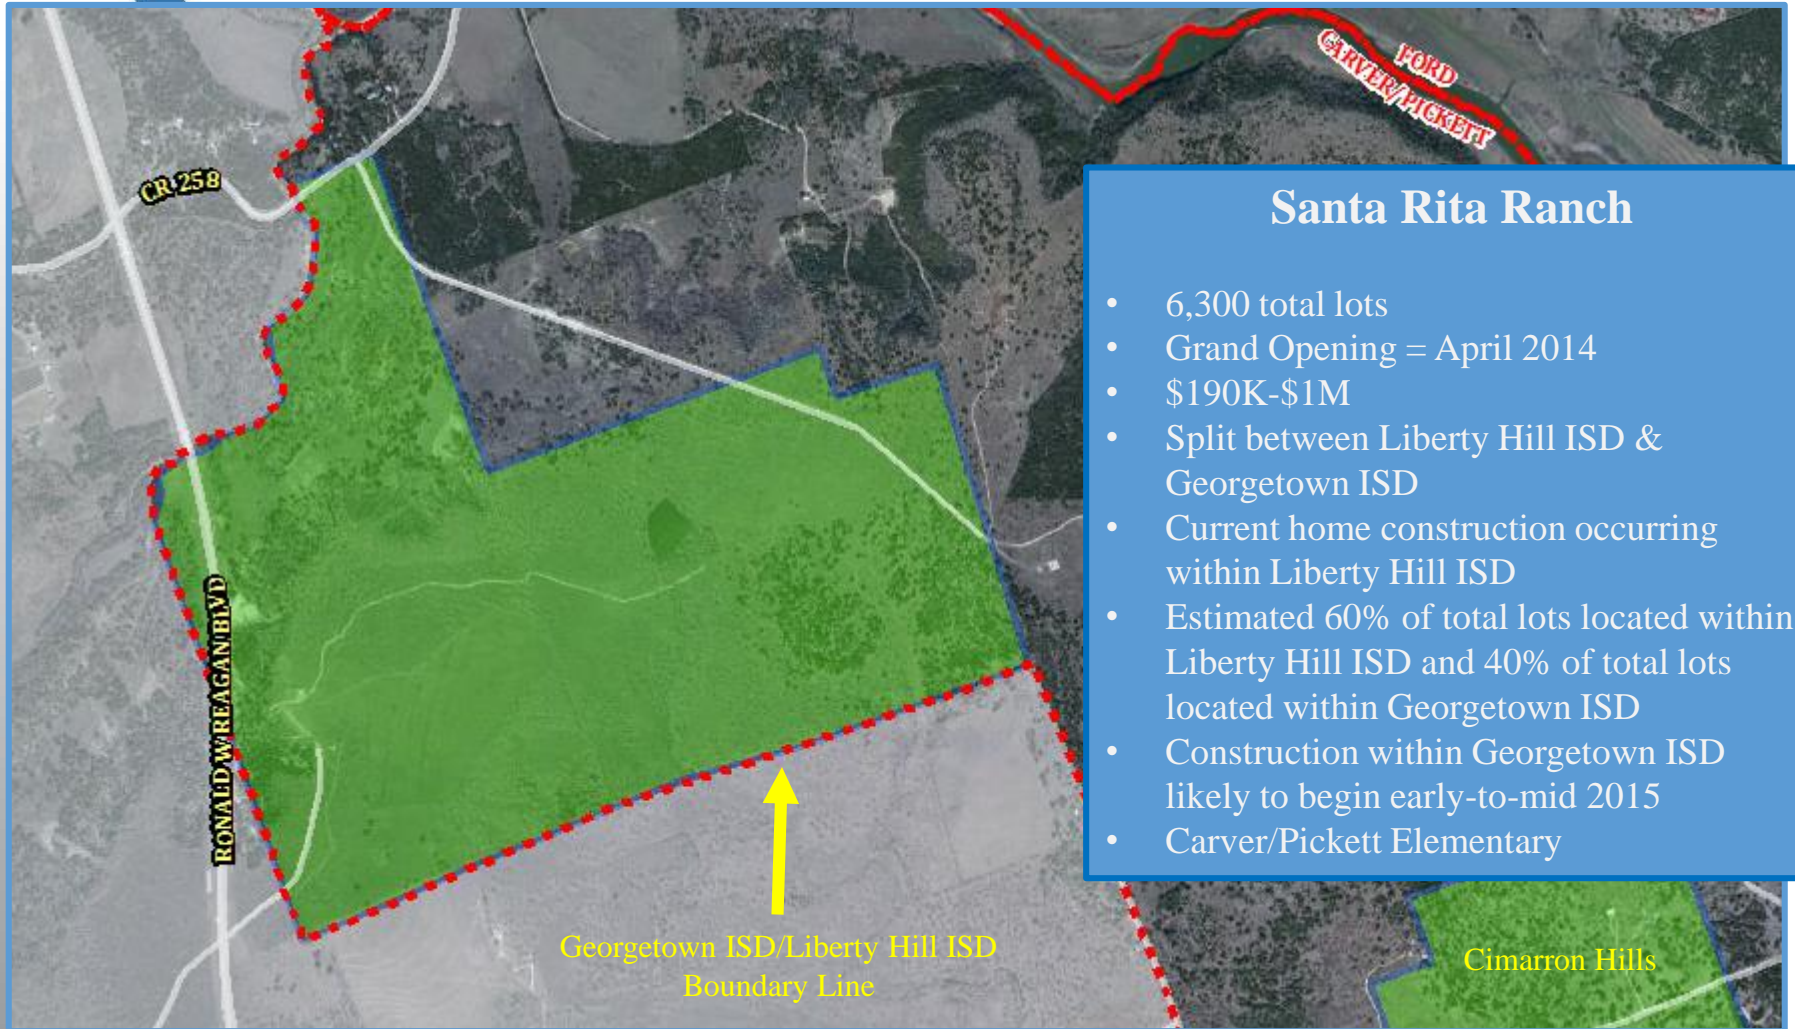 FORD
CARVER/PICKETT
CR 258
Santa Rita Ranch
• 6,300 total lots
• Grand Opening = April 2014
• $190K-$1M
• Split between Liberty Hill ISD &
Georgetown ISD
• Current home construction occurring
within Liberty Hill ISD
• Estimated 60% of total lots located within
Liberty Hill ISD and 40% of total lots
located within Georgetown ISD
• Construction within Georgetown ISD
likely to begin early-to-mid 2015
• Carver/Pickett Elementary
RONALD W REAGAN BLVD
Georgetown ISD/Liberty Hill ISD
Boundary Line
Cimarron Hills